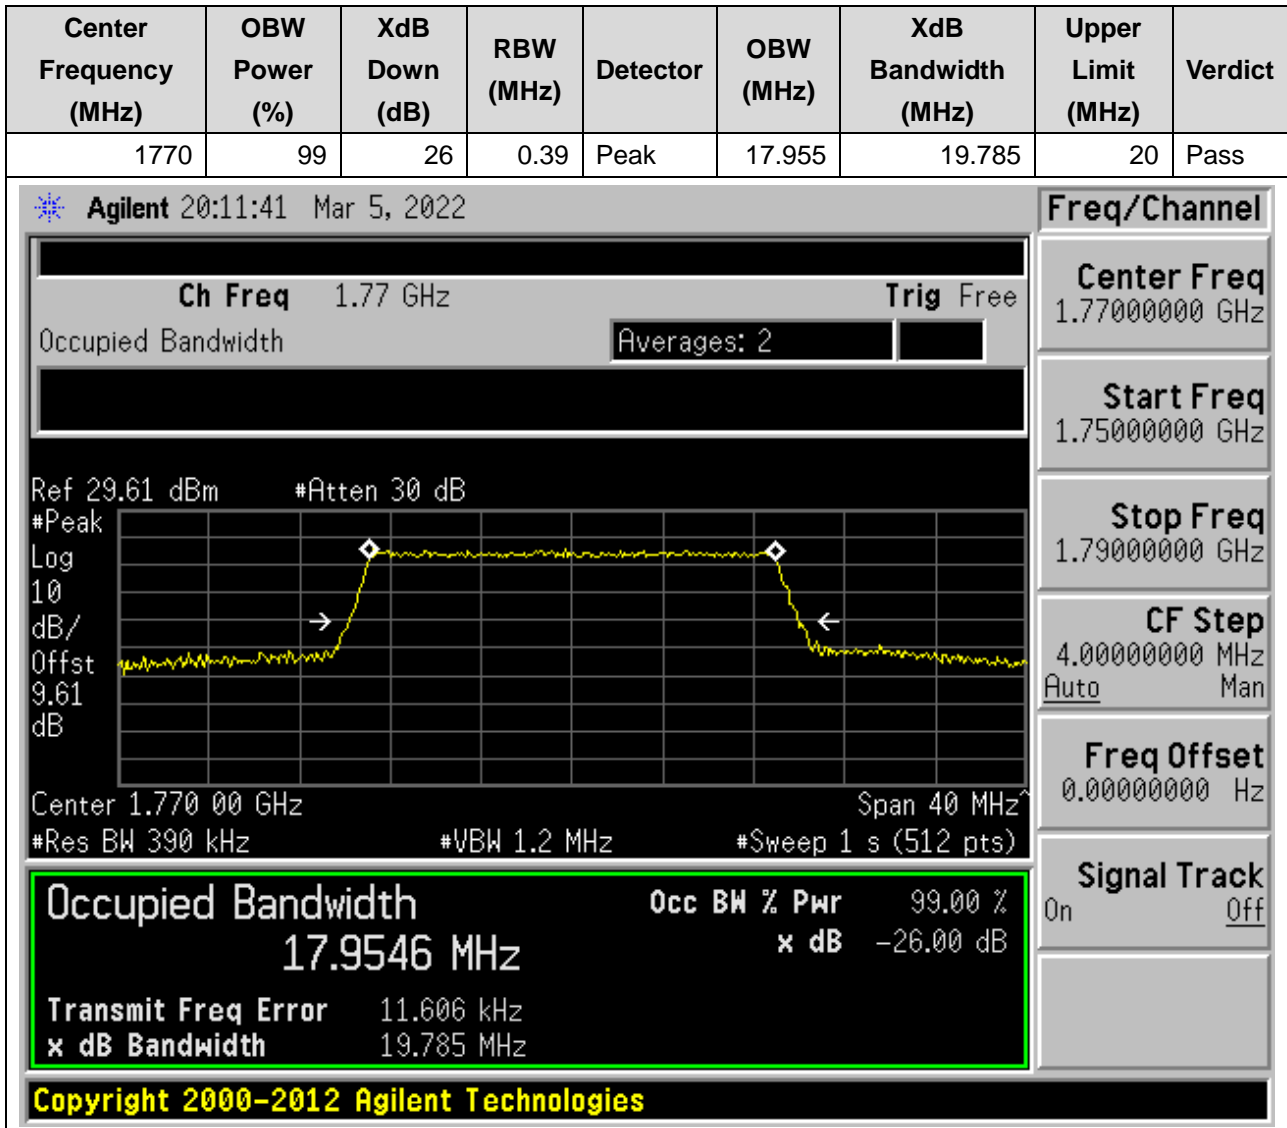 Center Frequency (MHz) OBW Power (%) XdB Down (dB) RBW (MHz) Detector OBW (MHz) XdB Bandwidth (MHz) Upper Limit (MHz) Verdict
1770 99 26 0.39 Peak 17.955 19.785 20 Pass
Agilent 20:11:41 Mar 5, 2022
Freq/Channel
Ch Freq 1.77 GHz Trig Free
Occupied Bandwidth Averages: 2
Center Freq
1.77000000 GHz
Start Freq
1.75000000 GHz
Stop Freq
1.79000000 GHz
CF Step
4.00000000 MHz
Auto Man
Freq Offset
0.00000000 Hz
Signal Track
On Off
Ref 29.61 dBm #Atten 30 dB
#Peak
Log
10
dB/
Offst
9.61
dB
Center 1.770 00 GHz Span 40 MHz^
#Res BW 390 kHz #VBW 1.2 MHz #Sweep 1 s (512 pts)
Occupied Bandwidth Occ BW % Pwr 99.00 %
17.9546 MHz x dB -26.00 dB
Transmit Freq Error 11.606 kHz
x dB Bandwidth 19.785 MHz
Copyright 2000-2012 Agilent Technologies